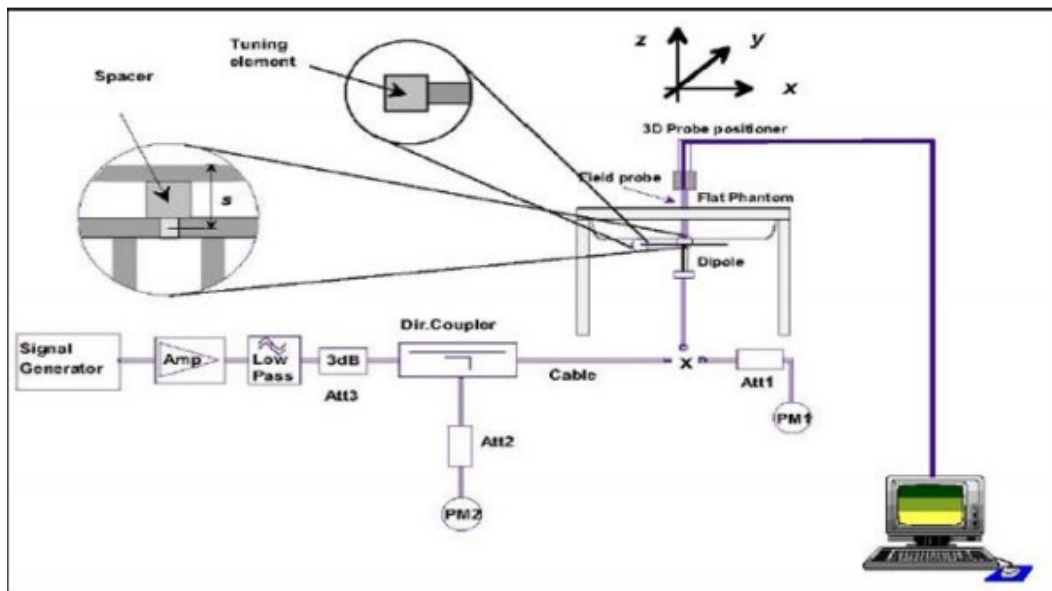 Tuning
element
Spacer
s
z
y
x
3D Probe positioner
Field probe
Flat Phantom
Dipole
Signal
Generator
Amp
Low
Pass
3dB
Att3
Dir.Coupler
Cable
X
Att1
PM1
Att2
PM2